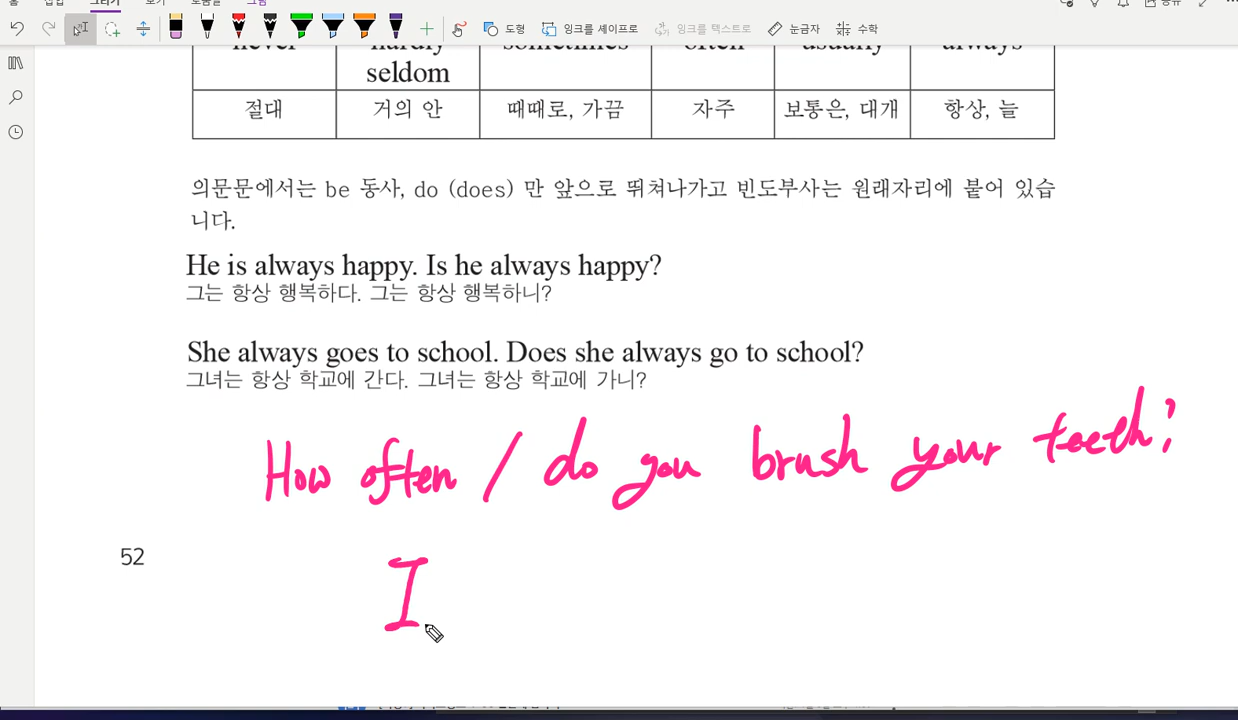 도형 잉크를 셰이프로 잉크를 텍스트로 눈금자 수학
never hardly sometimes often usually always
seldom
절대 거의 안 때때로, 가끔 자주 보통은, 대개 항상, 늘
의문문에서는 be 동사, do (does) 만 앞으로 뛰쳐나가고 빈도부사는 원래자리에 붙어 있습
니다.
He is always happy. Is he always happy?
그는 항상 행복하다. 그는 항상 행복하니?
She always goes to school. Does she always go to school?
그녀는 항상 학교에 간다. 그녀는 항상 학교에 가니?
How often / do you brush your teeth?
52
I